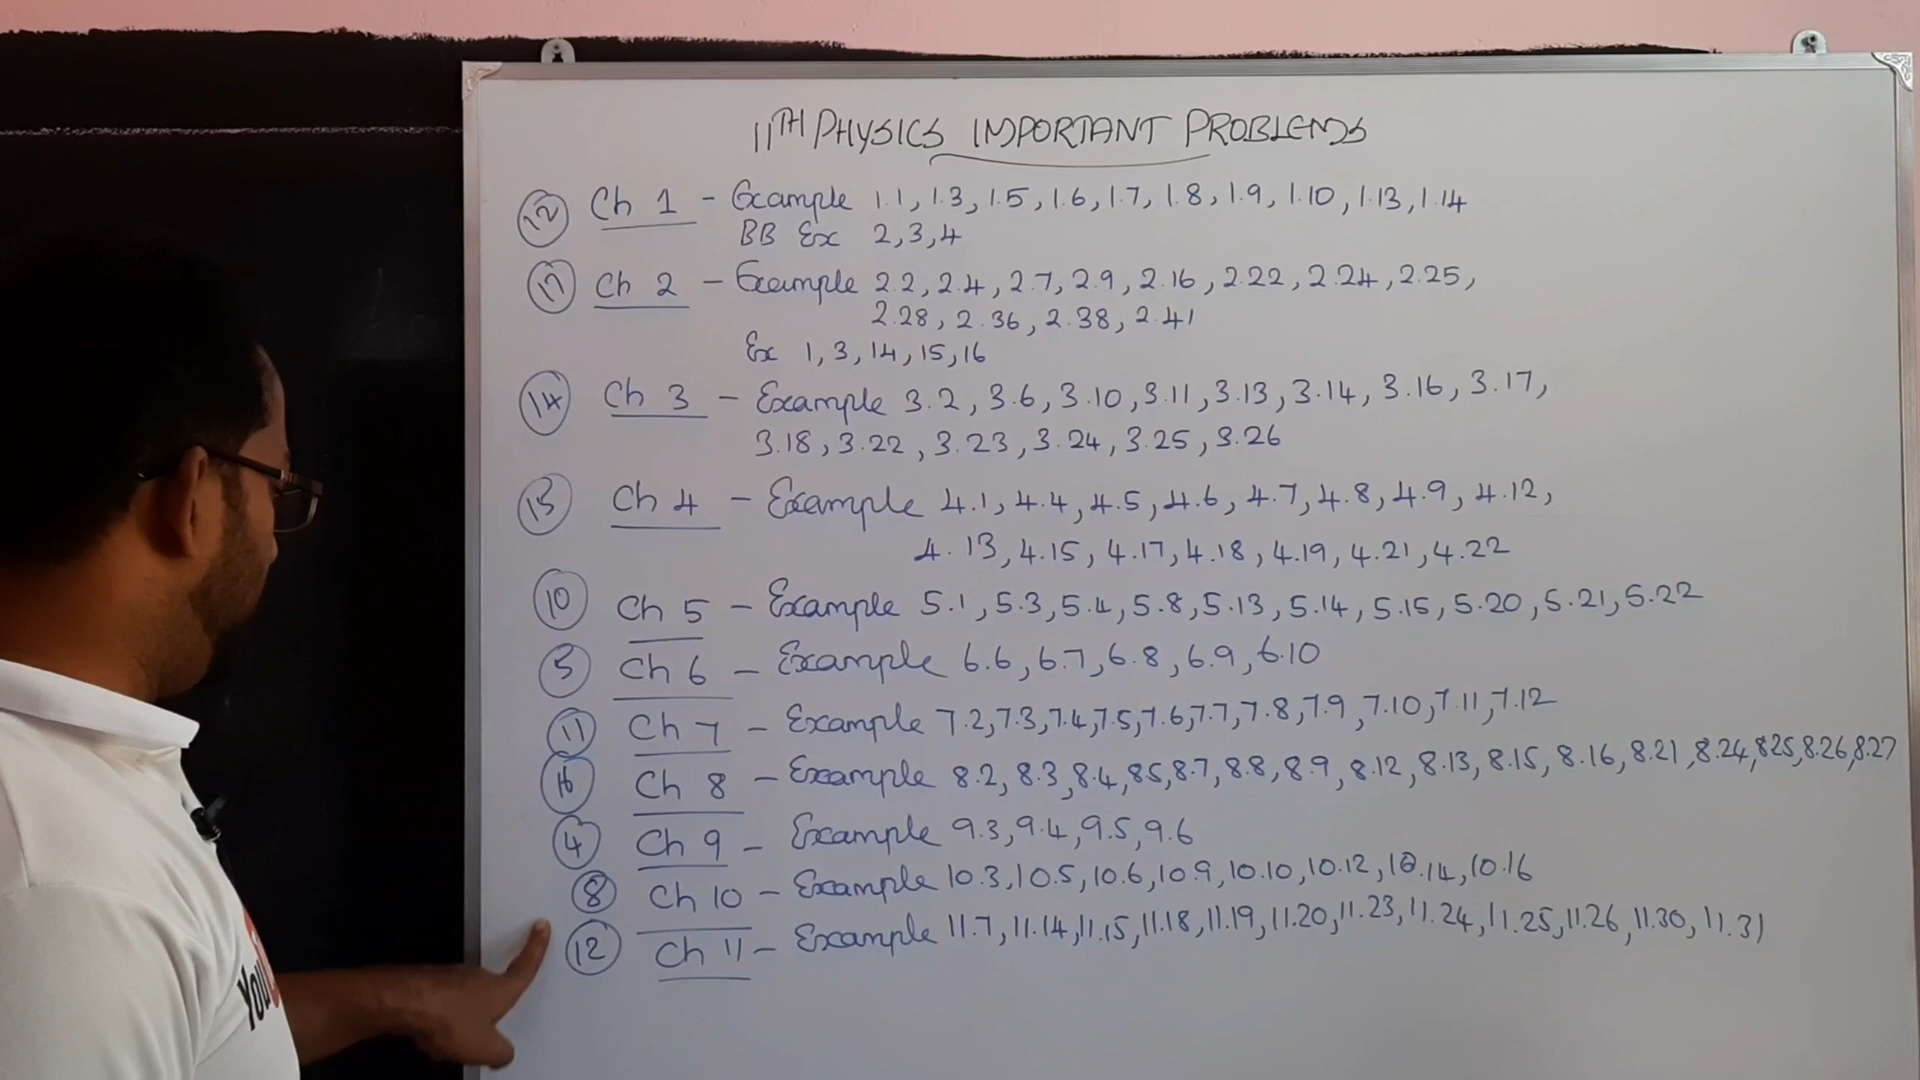 11TH PHYSICS IMPORTANT PROBLEMS
12 Ch 1 - Example 1.1, 1.3, 1.5, 1.6, 1.7, 1.8, 1.9, 1.10, 1.13, 1.14
BB Ex 2, 3, 4
17 Ch 2 - Example 2.2, 2.4, 2.7, 2.9, 2.16, 2.22, 2.24, 2.25,
2.28, 2.36, 2.38, 2.41
Ex 1, 3, 14, 15, 16
14 Ch 3 - Example 3.2, 3.6, 3.10, 3.11, 3.13, 3.14, 3.16, 3.17,
3.18, 3.22, 3.23, 3.24, 3.25, 3.26
15 Ch 4 - Example 4.1, 4.4, 4.5, 4.6, 4.7, 4.8, 4.9, 4.12,
4.13, 4.15, 4.17, 4.18, 4.19, 4.21, 4.22
10 Ch 5 - Example 5.1, 5.3, 5.4, 5.8, 5.13, 5.14, 5.15, 5.20, 5.21, 5.22
5 Ch 6 - Example 6.6, 6.7, 6.8, 6.9, 6.10
11 Ch 7 - Example 7.2, 7.3, 7.4, 7.5, 7.6, 7.7, 7.8, 7.9, 7.10, 7.11, 7.12
16 Ch 8 - Example 8.2, 8.3, 8.4, 8.5, 8.7, 8.8, 8.9, 8.12, 8.13, 8.15, 8.16, 8.21, 8.24, 8.25, 8.26, 8.27
4 Ch 9 - Example 9.3, 9.4, 9.5, 9.6
8 Ch 10 - Example 10.3, 10.5, 10.6, 10.9, 10.10, 10.12, 10.14, 10.16
12 Ch 11 - Example 11.7, 11.14, 11.15, 11.18, 11.19, 11.20, 11.23, 11.24, 11.25, 11.26, 11.30, 11.31
You